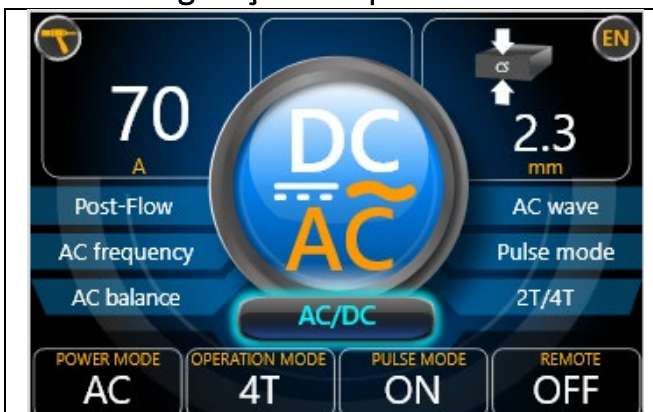 EN
70
A
CS
2.3
mm
DC
AC
Post-Flow
AC frequency
AC balance
AC wave
Pulse mode
2T/4T
AC/DC
POWER MODE
AC
OPERATION MODE
4T
PULSE MODE
ON
REMOTE
OFF